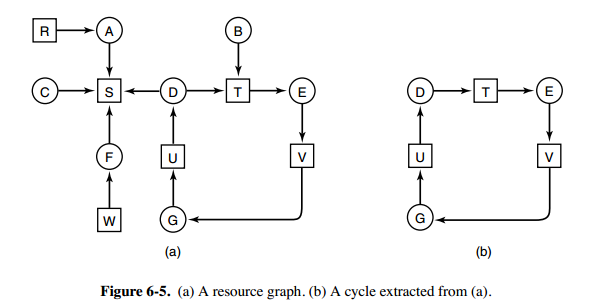 R A B
C S D T E D T E
F U V U V
W G G
(a) (b)
Figure 6-5. (a) A resource graph. (b) A cycle extracted from (a).